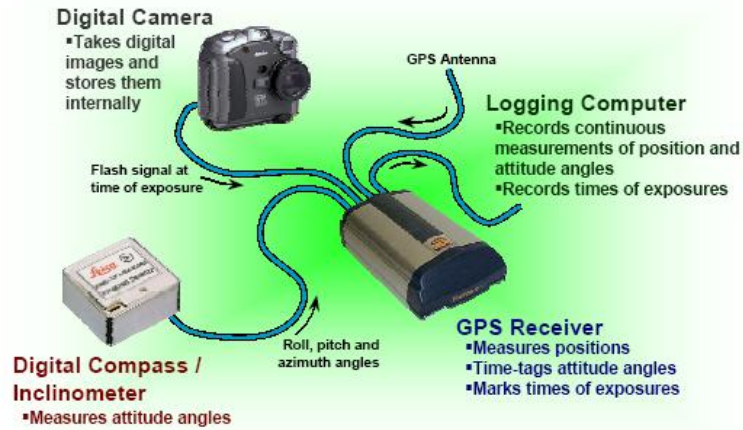 Digital Camera
▪Takes digital
images and
stores them
internally
GPS Antenna
Logging Computer
▪Records continuous
measurements of position and
attitude angles
▪Records times of exposures
Flash signal at
time of exposure
Leica
Roll, pitch and
azimuth angles
GPS Receiver
▪Measures positions
▪Time-tags attitude angles
▪Marks times of exposures
Digital Compass /
Inclinometer
▪Measures attitude angles